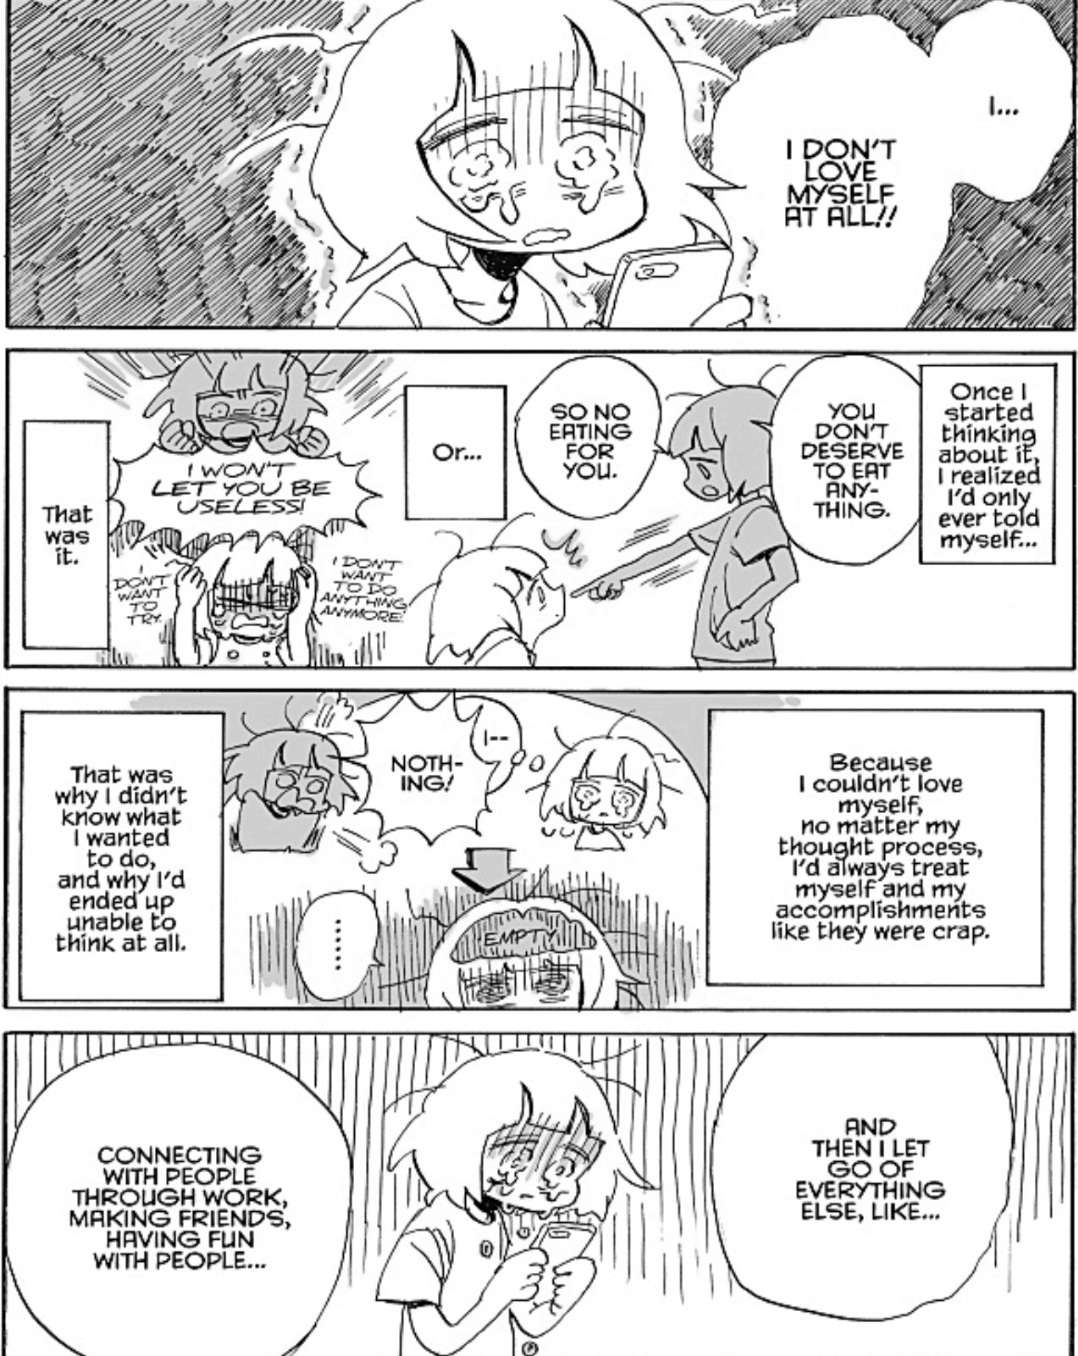 I...
I DON'T
LOVE
MYSELF
AT ALL!!
Once I
started
thinking
about it,
I realized
I'd only
ever told
myself...
YOU
DON'T
DESERVE
TO EAT
ANY-
THING.
SO NO
EATING
FOR
YOU.
Or...
I WON'T
LET YOU BE
USELESS!
I DON'T
WANT
TO DO
ANYTHING
ANYMORE.
I
DON'T
WANT
TO
TRY.
That
was
it.
Because
I couldn't love
myself,
no matter my
thought process,
I'd always treat
myself and my
accomplishments
like they were crap.
I--
NOTH-
ING!
EMPTY
......
That was
why I didn't
know what
I wanted
to do,
and why I'd
ended up
unable to
think at all.
AND
THEN I LET
GO OF
EVERYTHING
ELSE, LIKE...
CONNECTING
WITH PEOPLE
THROUGH WORK,
MAKING FRIENDS,
HAVING FUN
WITH PEOPLE...